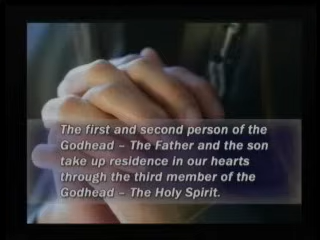 The first and second person of the
Godhead – The Father and the son
take up residence in our hearts
through the third member of the
Godhead – The Holy Spirit.